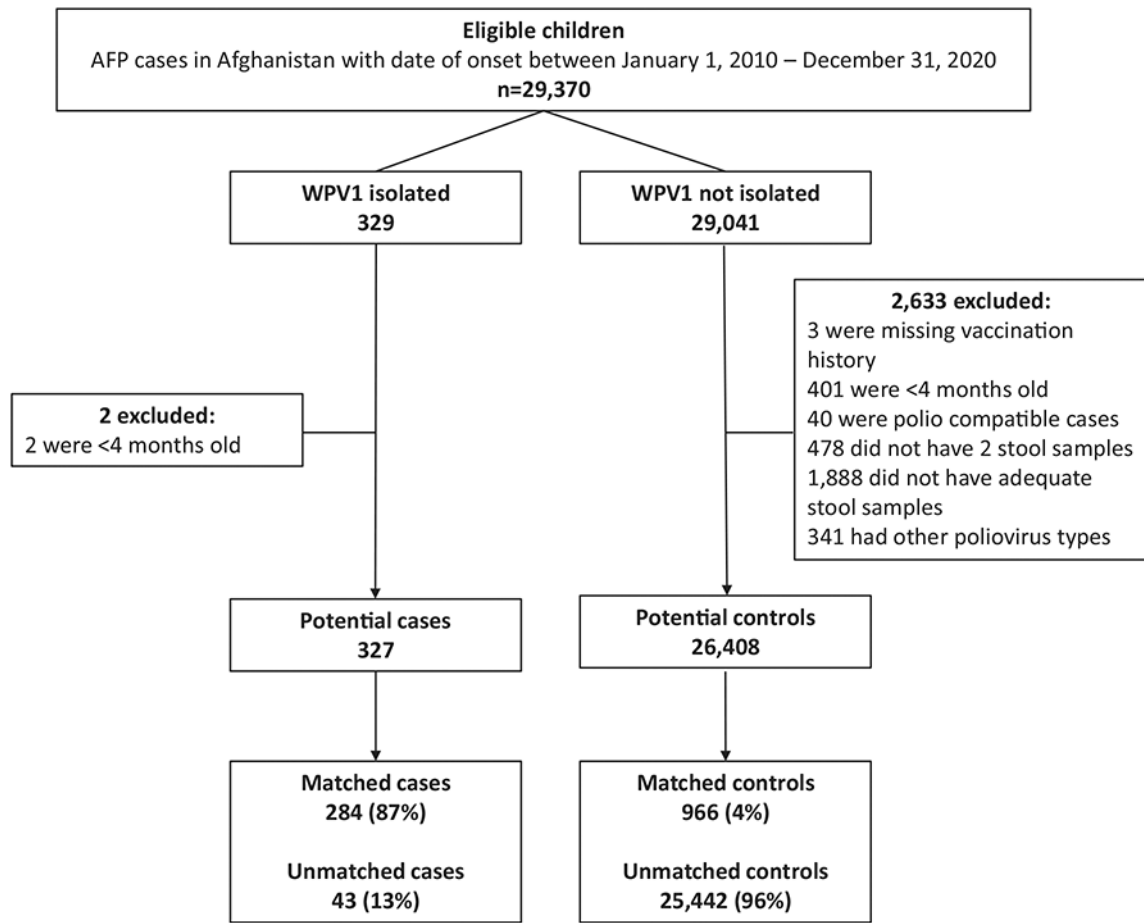 Eligible children
AFP cases in Afghanistan with date of onset between January 1, 2010 – December 31, 2020
n=29,370
WPV1 isolated
329
WPV1 not isolated
29,041
2,633 excluded:
3 were missing vaccination
history
401 were <4 months old
40 were polio compatible cases
478 did not have 2 stool samples
1,888 did not have adequate
stool samples
341 had other poliovirus types
2 excluded:
2 were <4 months old
Potential cases
327
Potential controls
26,408
Matched cases
284 (87%)
Unmatched cases
43 (13%)
Matched controls
966 (4%)
Unmatched controls
25,442 (96%)